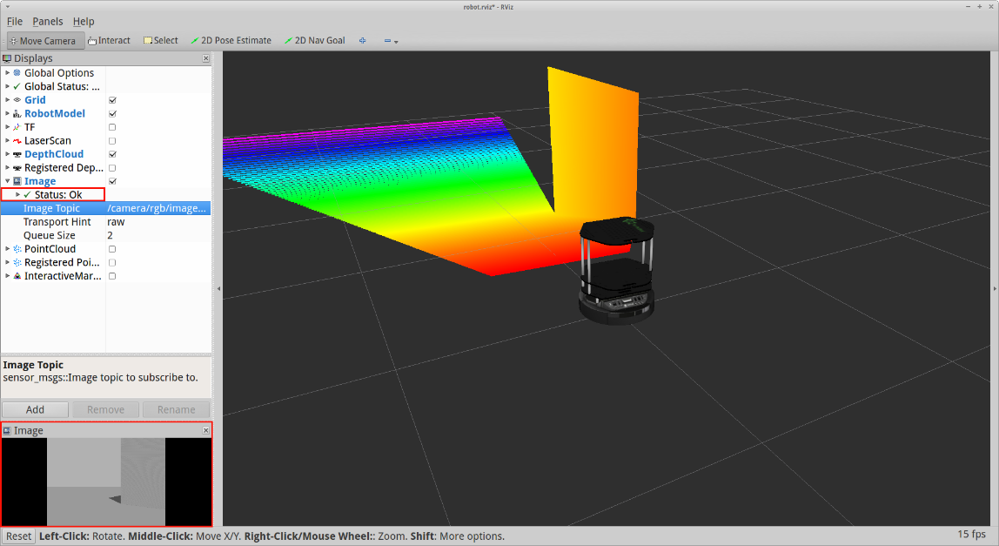 robot.rviz* - RViz
File Panels Help
Move Camera Interact Select 2D Pose Estimate 2D Nav Goal
Displays
Global Options
Global Status: ...
Grid
RobotModel
TF
LaserScan
DepthCloud
Registered Dep...
Image
Status: Ok
Image Topic /camera/rgb/image...
Transport Hint raw
Queue Size 2
PointCloud
Registered Poi...
InteractiveMar...
Image Topic
sensor_msgs::Image topic to subscribe to.
Add Remove Rename
Image
Reset Left-Click: Rotate. Middle-Click: Move X/Y. Right-Click/Mouse Wheel:: Zoom. Shift: More options. 15 fps